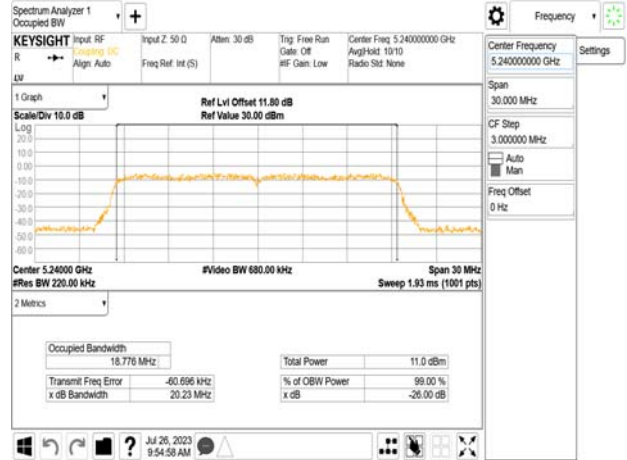 Spectrum Analyzer 1
Occupied BW
KEYSIGHT
R
Input: RF
Coupling: DC
Align: Auto
Input Z: 50 Ω
Freq Ref: Int (S)
Atten: 30 dB
Trig: Free Run
Gate: Off
#IF Gain: Low
Center Freq: 5.240000000 GHz
Avg|Hold: 10/10
Radio Std: None
1 Graph
Scale/Div 10.0 dB
Ref Lvl Offset 11.80 dB
Ref Value 30.00 dBm
Log
20.0
10.0
0.00
-10.0
-20.0
-30.0
-40.0
-50.0
-60.0
Center 5.24000 GHz
#Res BW 220.00 kHz
#Video BW 680.00 kHz
Span 30 MHz
Sweep 1.93 ms (1001 pts)
2 Metrics
Occupied Bandwidth
18.776 MHz
Transmit Freq Error -60.696 kHz
x dB Bandwidth 20.23 MHz
Total Power 11.0 dBm
% of OBW Power 99.00 %
x dB -26.00 dB
Jul 26, 2023
9:54:58 AM
Frequency
Settings
Center Frequency
5.240000000 GHz
Span
30.000 MHz
CF Step
3.000000 MHz
Auto
Man
Freq Offset
0 Hz